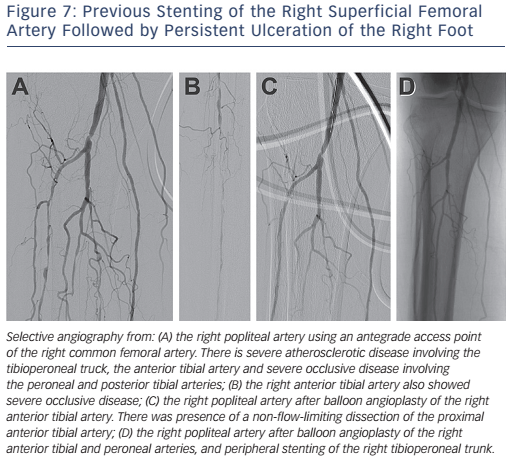 Figure 7: Previous Stenting of the Right Superficial Femoral
Artery Followed by Persistent Ulceration of the Right Foot
A B C D
Selective angiography from: (A) the right popliteal artery using an antegrade access point
of the right common femoral artery. There is severe atherosclerotic disease involving the
tibioperoneal truck, the anterior tibial artery and severe occlusive disease involving
the peroneal and posterior tibial arteries; (B) the right anterior tibial artery also showed
severe occlusive disease; (C) the right popliteal artery after balloon angioplasty of the right
anterior tibial artery. There was presence of a non-flow-limiting dissection of the proximal
anterior tibial artery; (D) the right popliteal artery after balloon angioplasty of the right
anterior tibial and peroneal arteries, and peripheral stenting of the right tibioperoneal trunk.